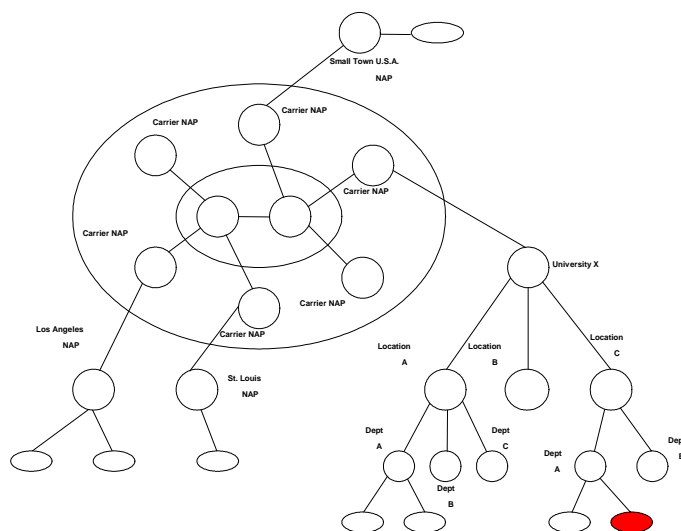 Small Town U.S.A.
NAP
Carrier NAP
Carrier NAP
Carrier NAP
Carrier NAP
University X
Carrier NAP
Los Angeles
NAP
Carrier NAP
Location
A
Location
B
Location
C
St. Louis
NAP
Dept
A
Dept
C
Dept
B
Dept
A